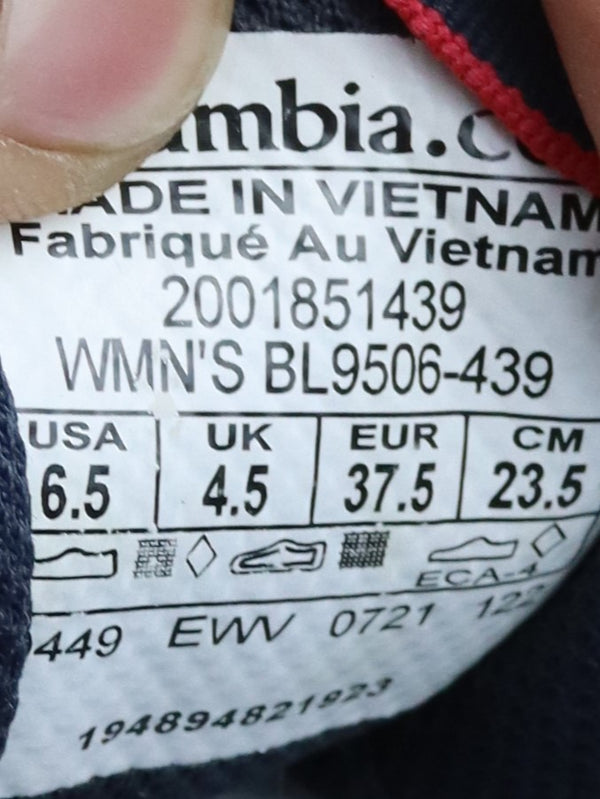 mbia.c
ADE IN VIETNAM
Fabriqué Au Vietnam
2001851439
WMN'S BL9506-439
USA UK EUR CM
6.5 4.5 37.5 23.5
ECA-4
449 EWV 0721 122
194894821923